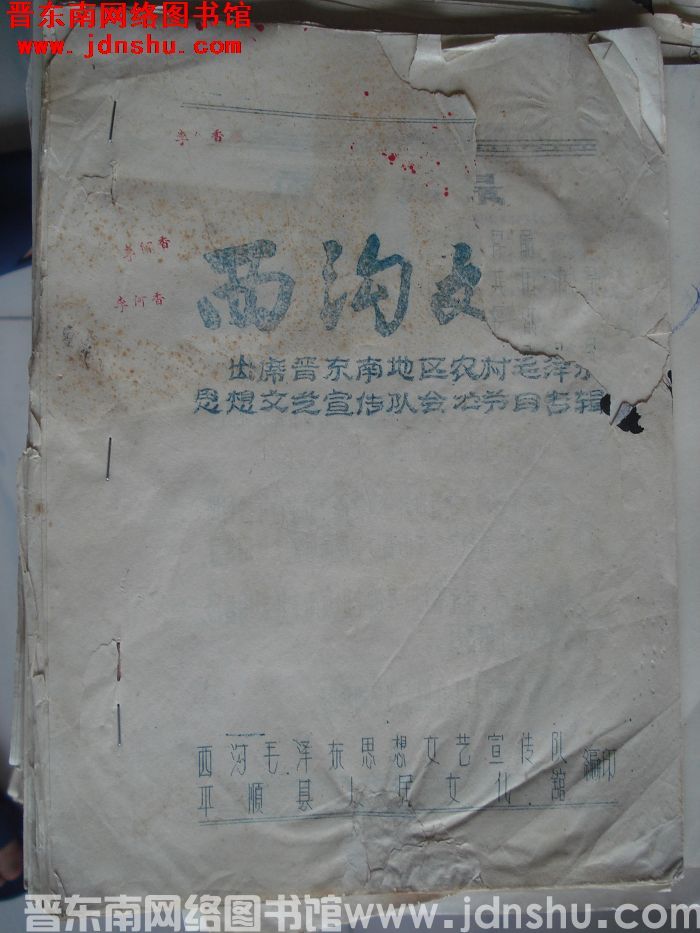 晋东南网络图书馆
www.jdnshu.com
李 香
李河香
李河香
西沟文
出席晋东南地区农村毛泽东
思想文艺宣传队会 节目专辑
西沟毛泽东思想文艺宣传队
平顺县人民文化馆 编印
晋东南网络图书馆www.jdnshu.com